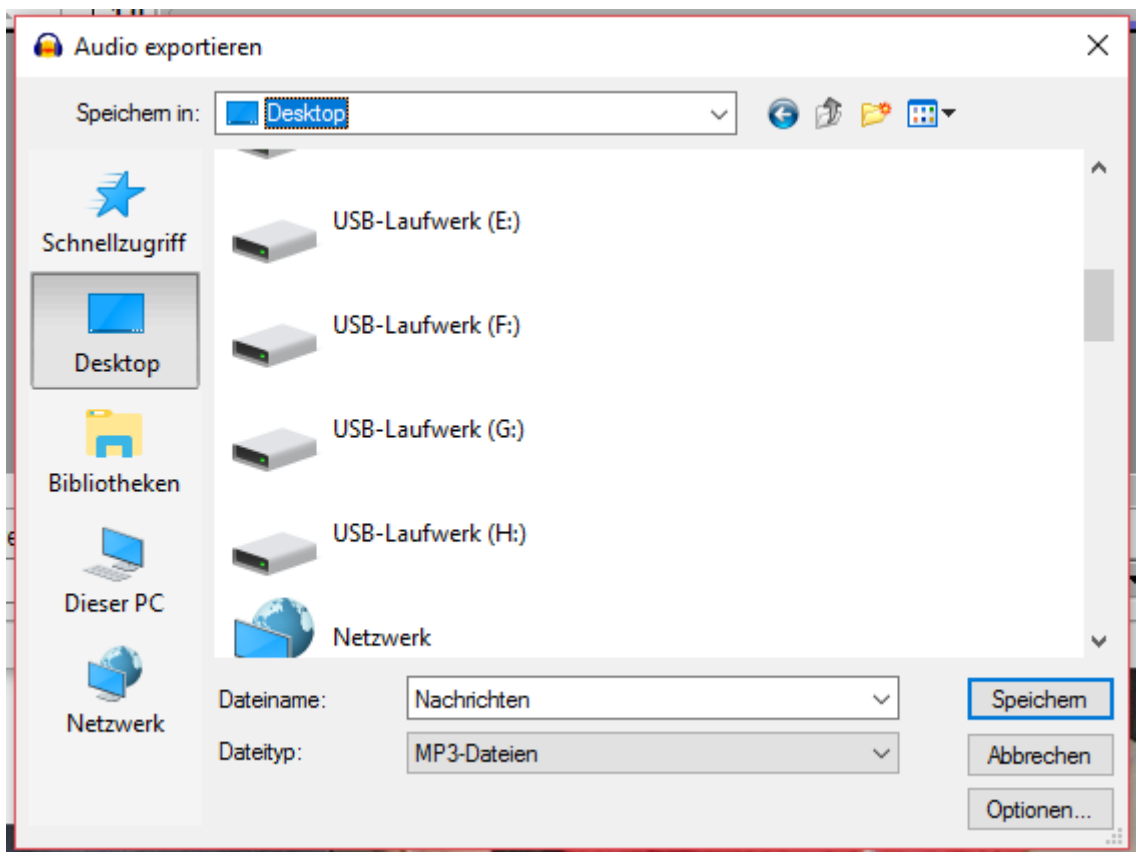 Audio exportieren
Speichern in:
Desktop
Schnellzugriff
Desktop
Bibliotheken
Dieser PC
Netzwerk
USB-Laufwerk (E:)
USB-Laufwerk (F:)
USB-Laufwerk (G:)
USB-Laufwerk (H:)
Netzwerk
Dateiname:
Nachrichten
Speichern
Dateityp:
MP3-Dateien
Abbrechen
Optionen...